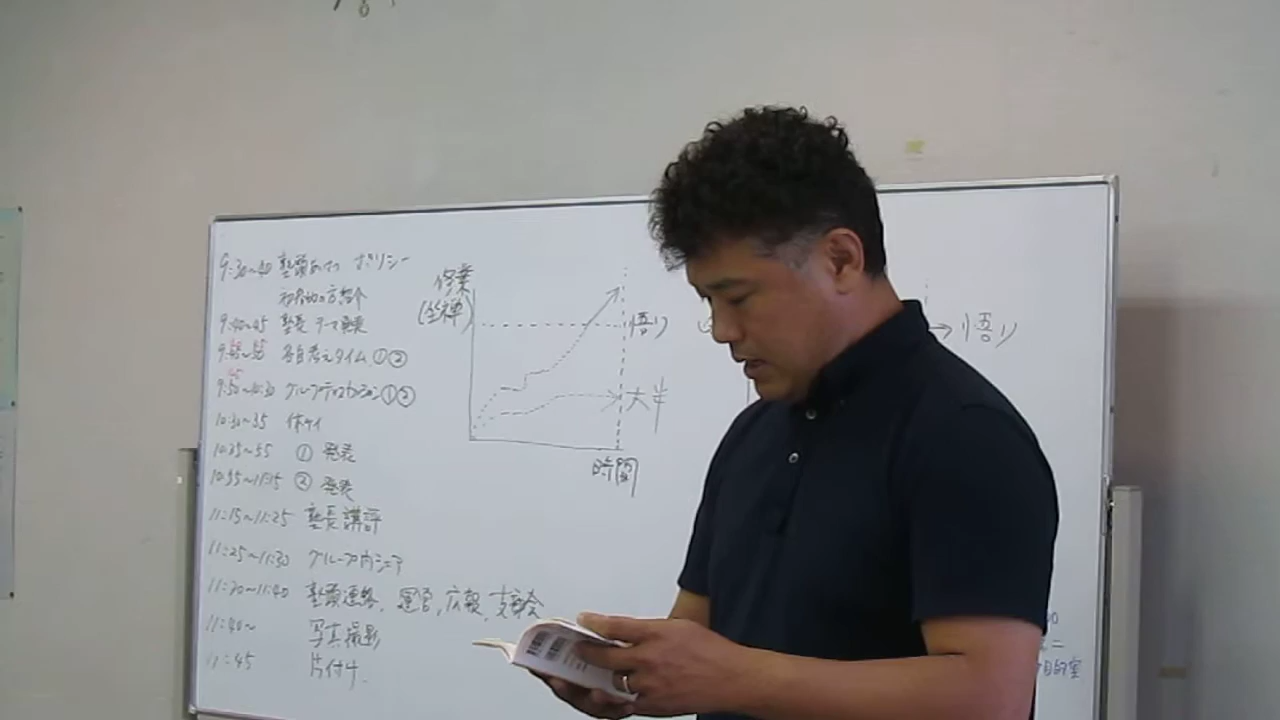 9:30~40 塾頭あいさつ ポリシー
初参加の方紹介
9:40~45 塾長 テーマ発表
9:45~55 各自考えタイム ①②
45
9:50~10:30 グループディスカッション①②
10:30~35 休ケイ
10:35~55 ① 発表
10:55~11:15 ② 発表
11:15~11:25 塾長講評
11:25~11:30 グループ内シェア
11:30~11:40 塾頭連絡、運営、広報、支部会
11:40~ 写真撮影
11:45 片付け
修業
(坐禅)
悟り
大半
時間
→悟り
目的の室